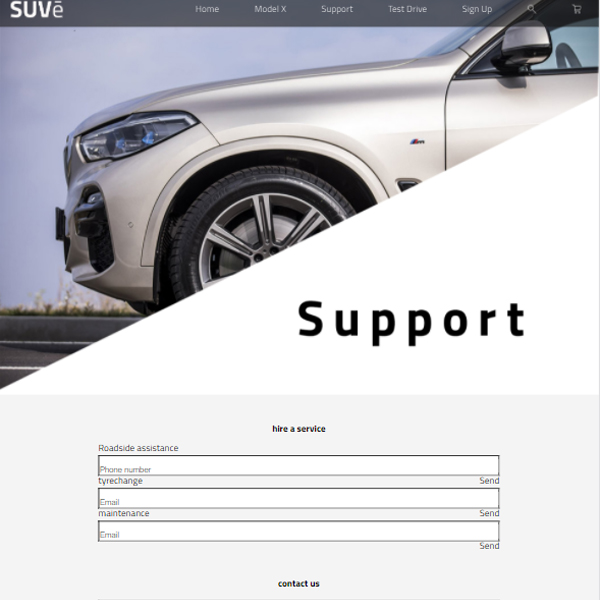 SUVē
Home Model X Support Test Drive Sign Up
Support
hire a service
Roadside assistance
Phone number
tyrechange Send
Email
maintenance Send
Email
Send
contact us